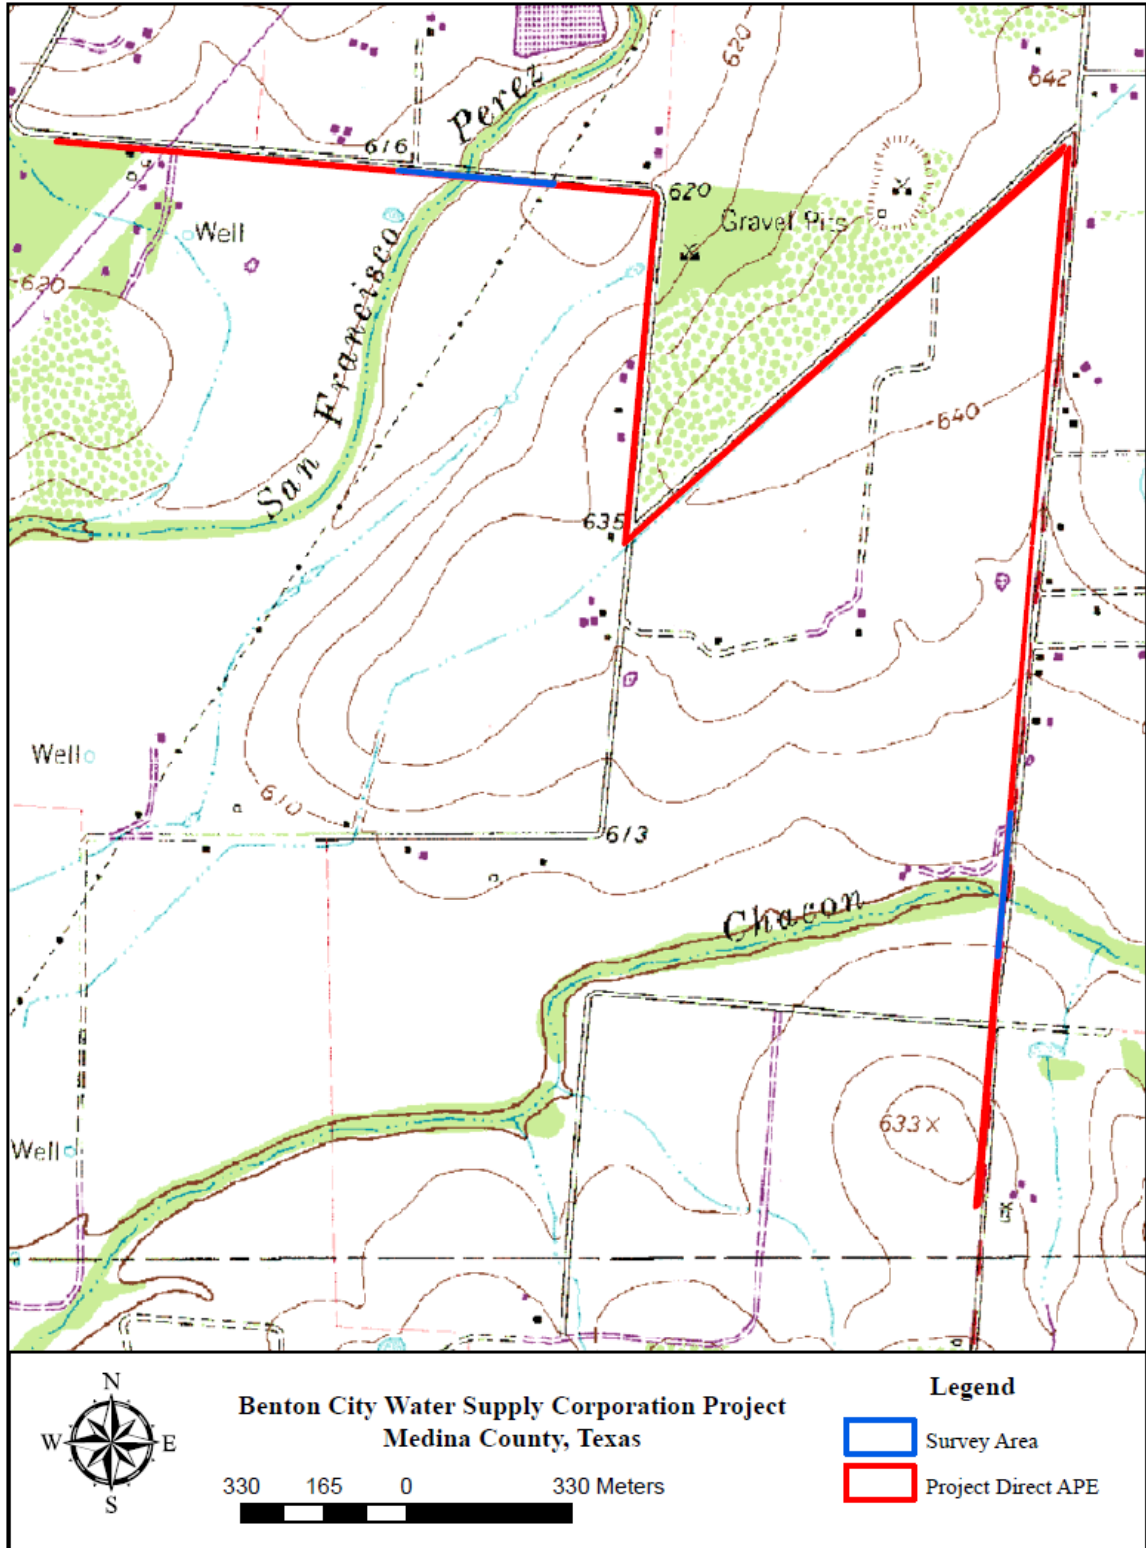 620
642
Perez
616
620
Gravel Pits
Well
San Francisco
620
640
635
Well
610
613
Chacon
633
Well
N
W
E
S
Benton City Water Supply Corporation Project
Medina County, Texas
330 165 0 330 Meters
Legend
Survey Area
Project Direct APE